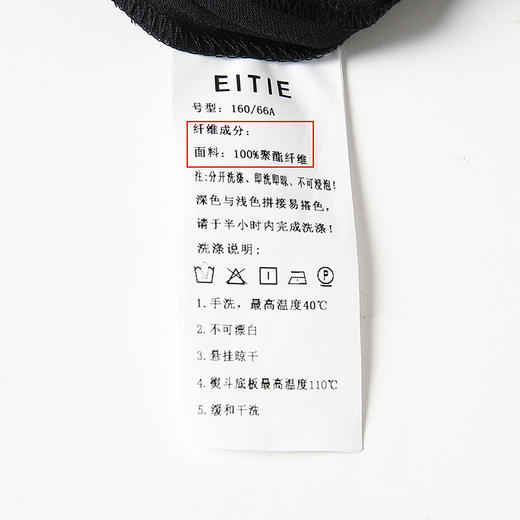 EITIE
号型: 160/66A
纤维成分:
面料: 100%聚酯纤维
注:分开洗涤、即洗即晾、不可浸泡!
深色与浅色拼接易搭色,
请于半小时内完成洗涤!
洗涤说明:
P
1.手洗,最高温度40℃
2.不可漂白
3.悬挂晾干
4.熨斗底板最高温度110℃
5.缓和干洗